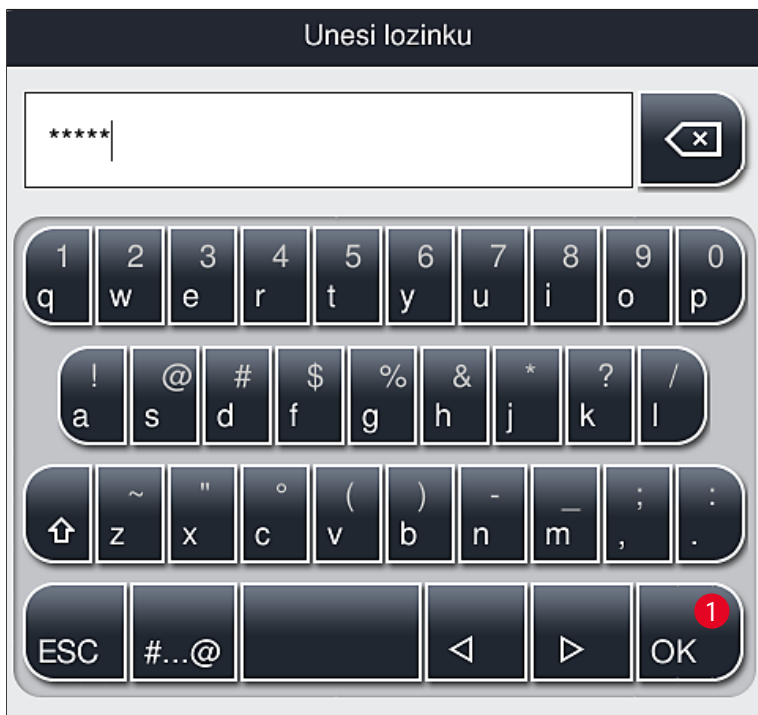 Unesi lozinku
*****
1 2 3 4 5 6 7 8 9 0
q w e r t y u i o p
! @ # $ % & * ? /
a s d f g h j k l
~ " ° ( ) - _ ; :
z x c v b n m , .
1
ESC #...@ OK